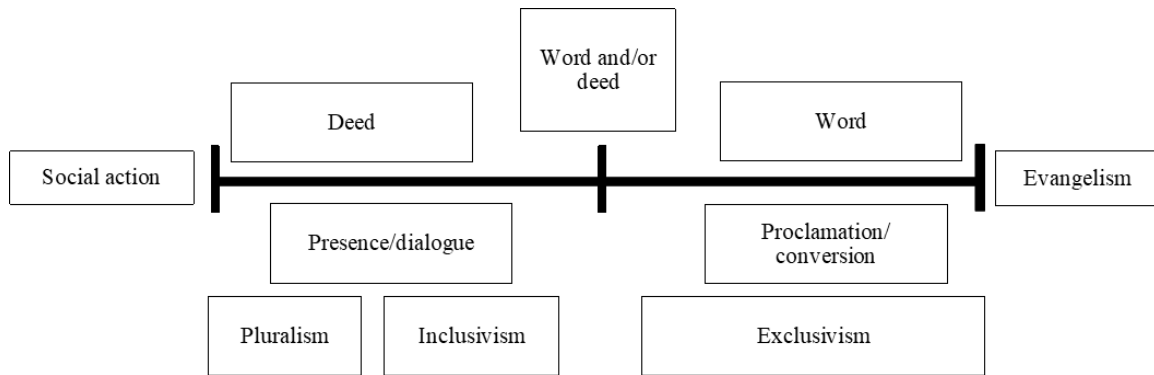 Word and/or
deed
Deed
Word
Social action
Evangelism
Presence/dialogue
Proclamation/
conversion
Pluralism
Inclusivism
Exclusivism